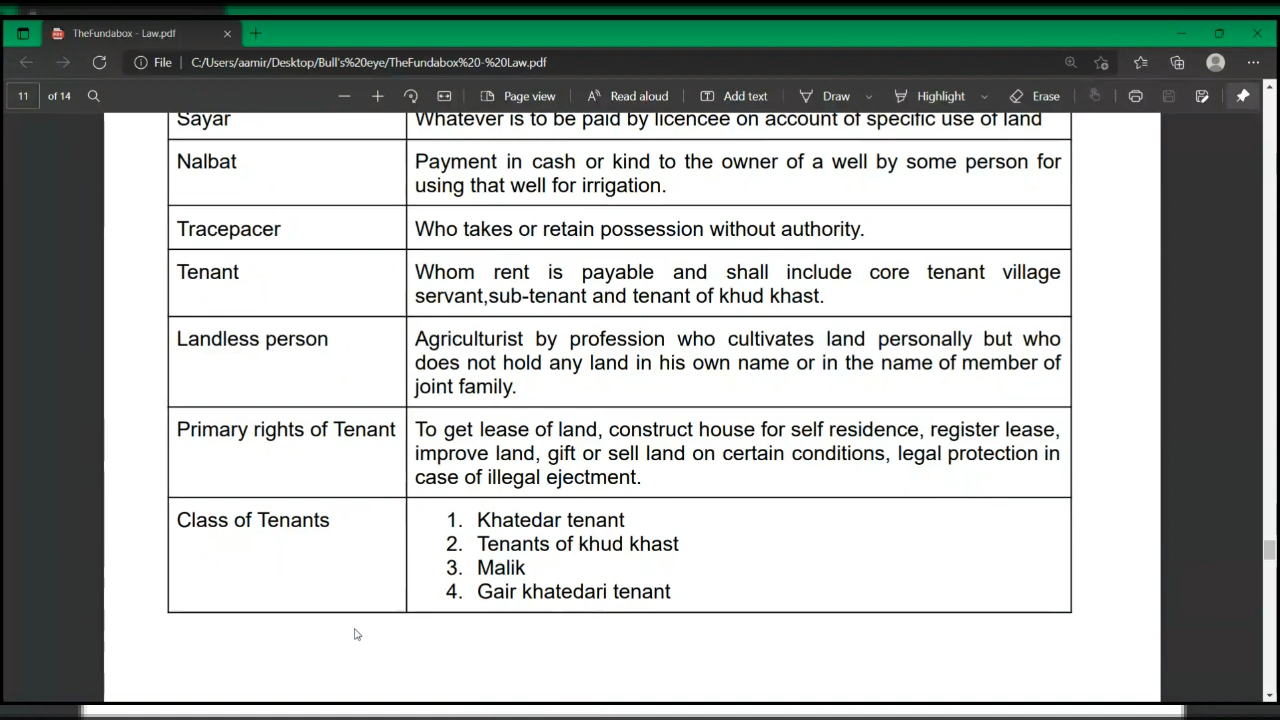 TheFundabox - Law.pdf
File C:/Users/aamir/Desktop/Bull's%20eye/TheFundabox%20-%20Law.pdf
11 of 14 Page view Read aloud Add text Draw Highlight Erase
Sayar Whatever is to be paid by licencee on account of specific use of land
Nalbat Payment in cash or kind to the owner of a well by some person for
using that well for irrigation.
Tracepacer Who takes or retain possession without authority.
Tenant Whom rent is payable and shall include core tenant village
servant,sub-tenant and tenant of khud khast.
Landless person Agriculturist by profession who cultivates land personally but who
does not hold any land in his own name or in the name of member of
joint family.
Primary rights of Tenant To get lease of land, construct house for self residence, register lease,
improve land, gift or sell land on certain conditions, legal protection in
case of illegal ejectment.
Class of Tenants 1. Khatedar tenant
2. Tenants of khud khast
3. Malik
4. Gair khatedari tenant